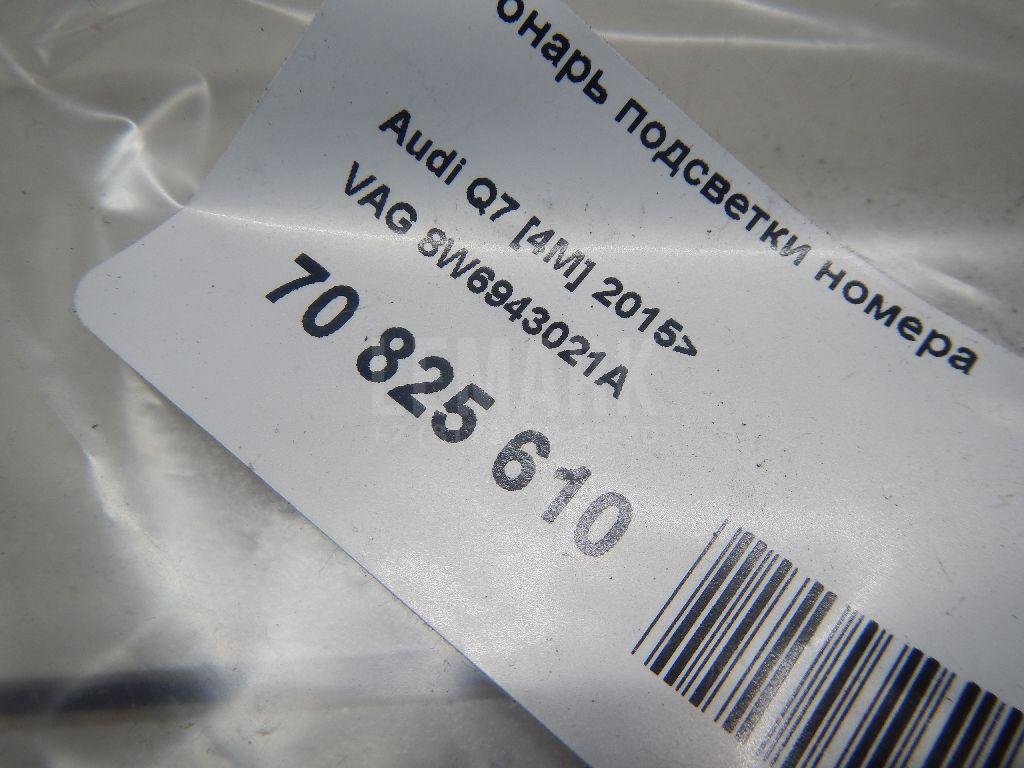 онарь подсветки номера
Audi Q7 [4M] 2015>
VAG 8W6943021A
70 825 610